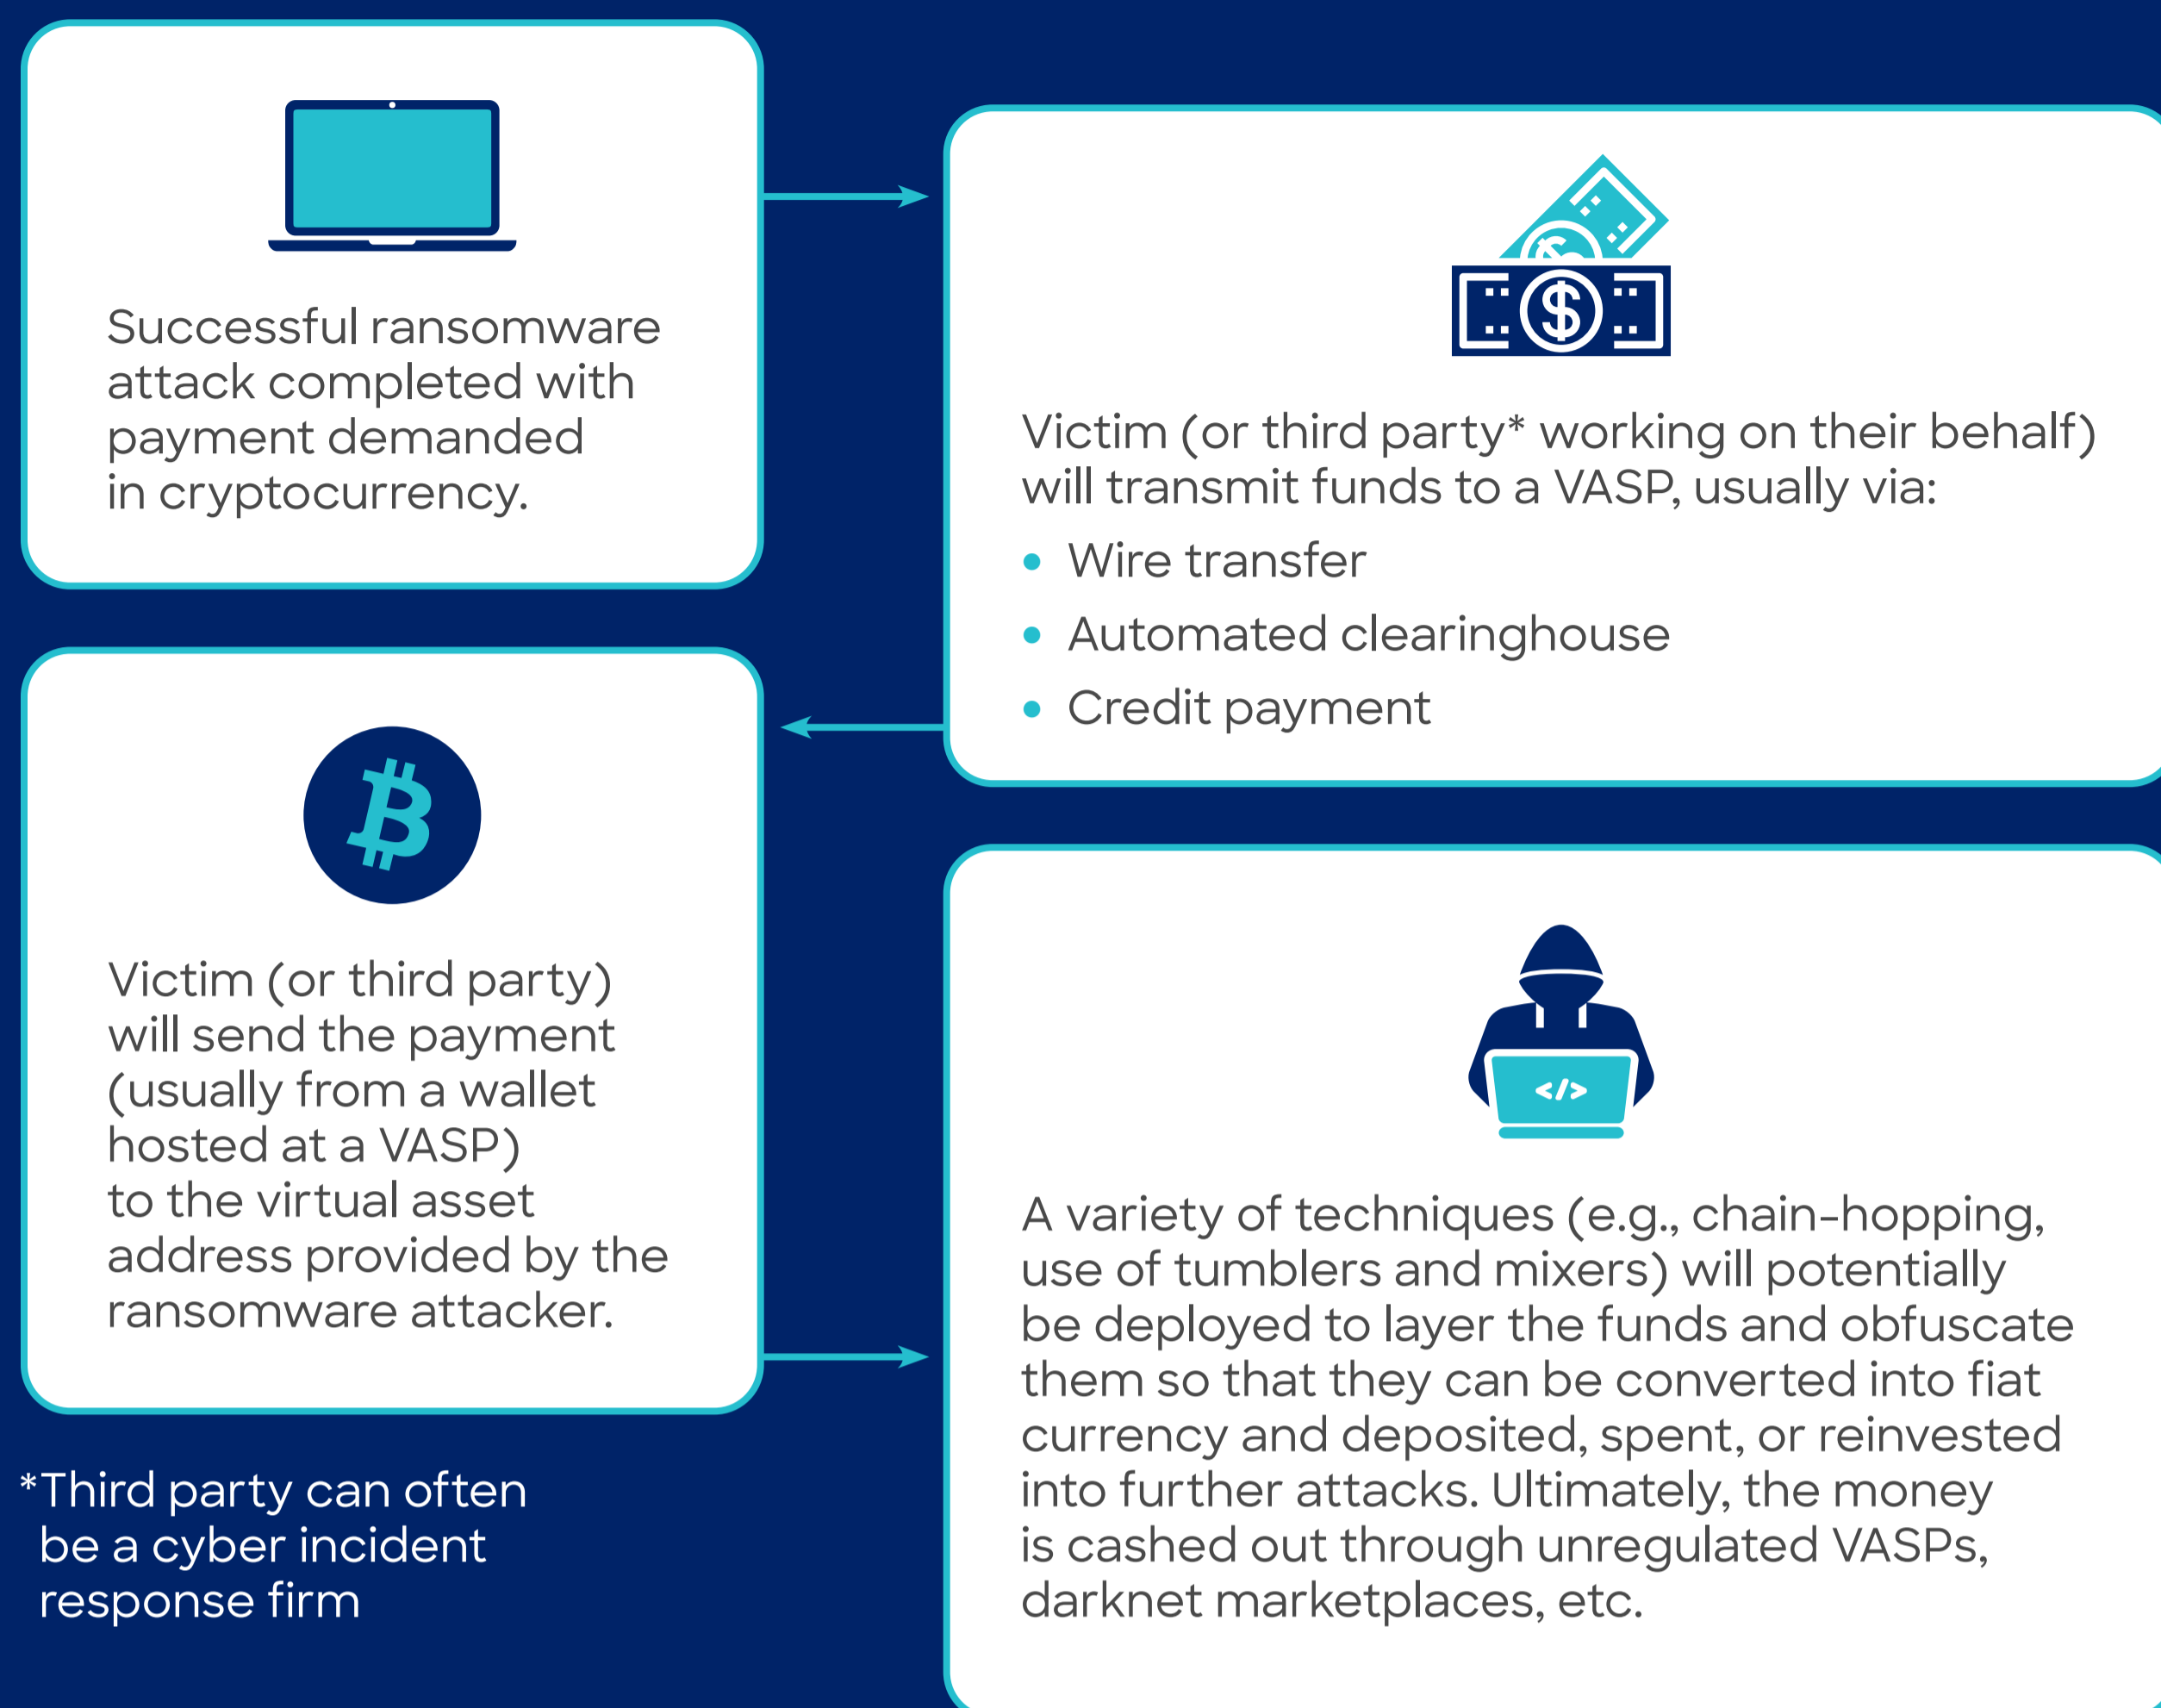 Successful ransomware
attack completed with
payment demanded
in cryptocurrency.
Victim (or third party* working on their behalf)
will transmit funds to a VASP, usually via:
Wire transfer
Automated clearinghouse
Credit payment
Victim (or third party)
will send the payment
(usually from a wallet
hosted at a VASP)
to the virtual asset
address provided by the
ransomware attacker.
A variety of techniques (e.g., chain-hopping,
use of tumblers and mixers) will potentially
be deployed to layer the funds and obfuscate
them so that they can be converted into fiat
currency and deposited, spent, or reinvested
into further attacks. Ultimately, the money
is cashed out through unregulated VASPs,
darknet marketplaces, etc.
*Third party can often
be a cyber incident
response firm